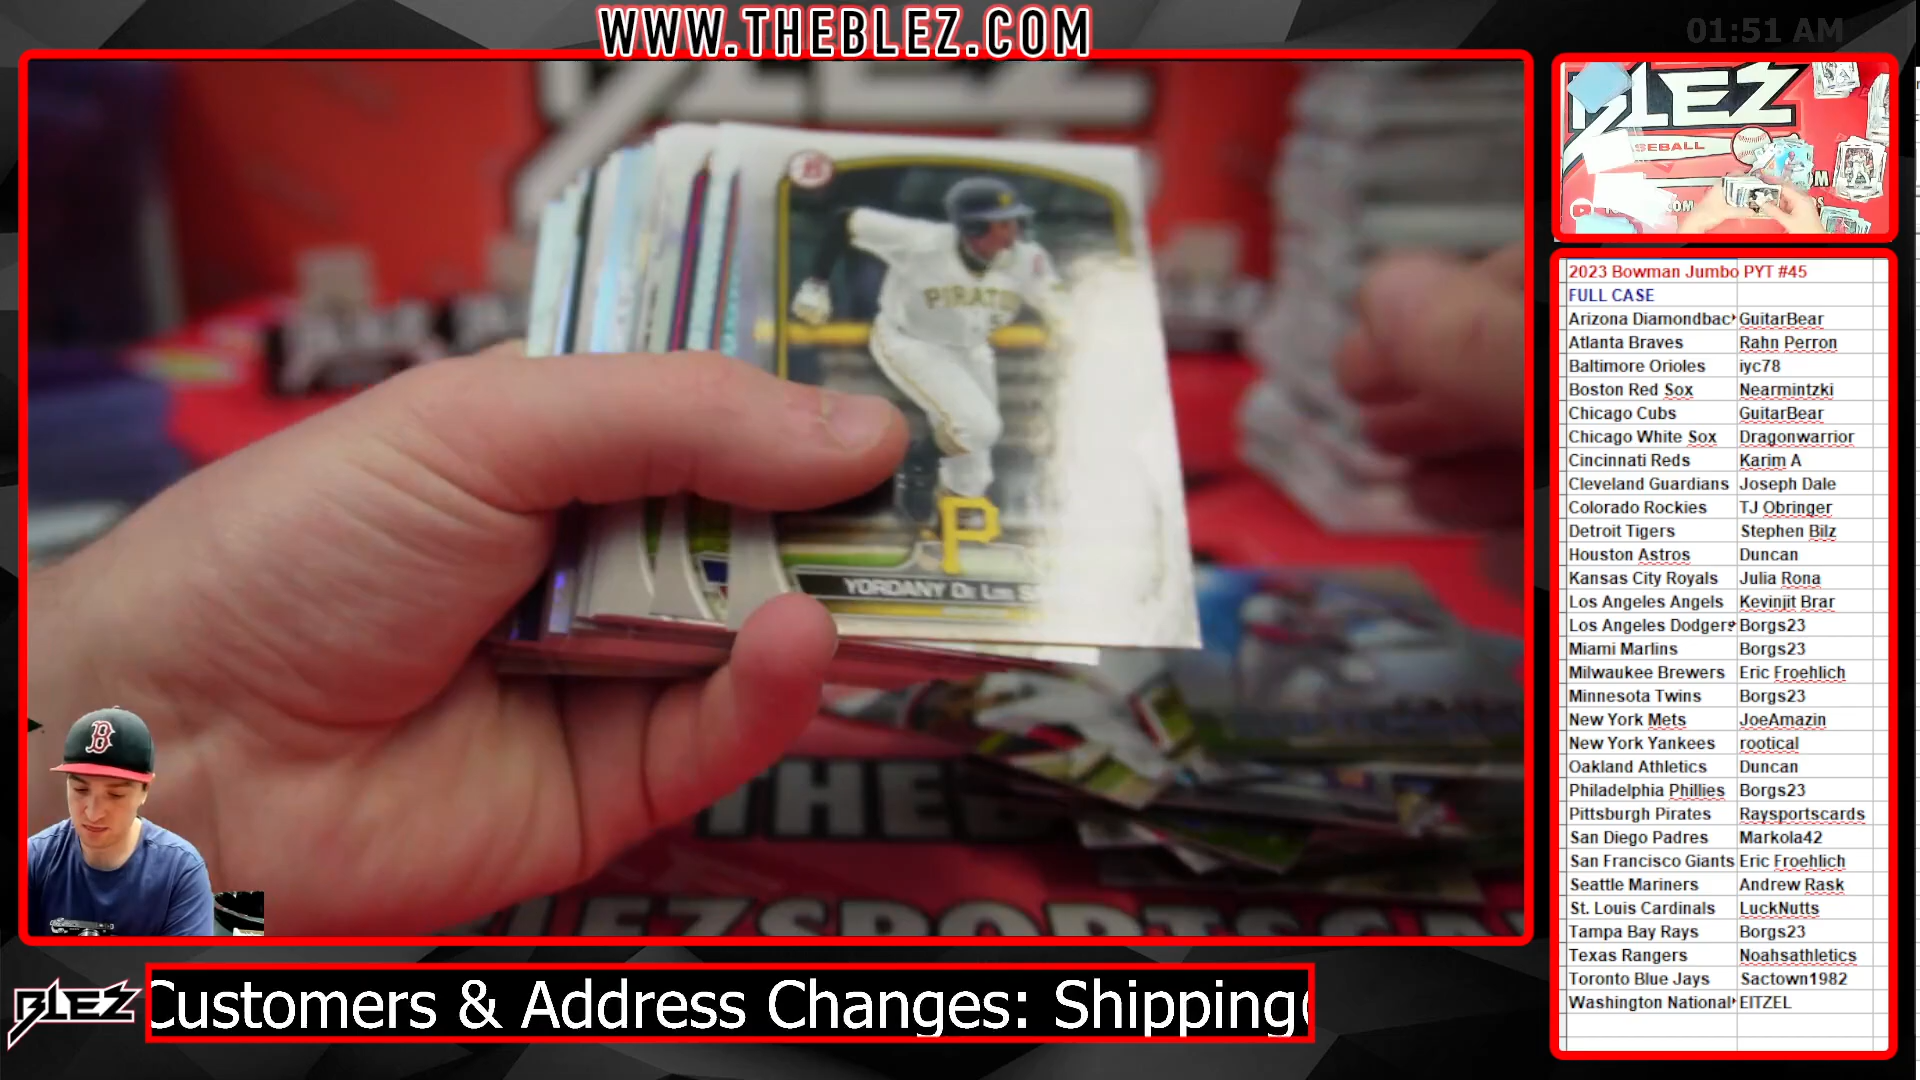 WWW.THEBLEZ.COM
01:51 AM
BLEZ
BASEBALL
B
PIRATES
P
YORDANY De Los
THE
LEZSPORTSCA
B
2023 Bowman Jumbo PYT #45
FULL CASE
Arizona Diamondbac GuitarBear
Atlanta Braves Rahn Perron
Baltimore Orioles iyc78
Boston Red Sox Nearmintzki
Chicago Cubs GuitarBear
Chicago White Sox Dragonwarrior
Cincinnati Reds Karim A
Cleveland Guardians Joseph Dale
Colorado Rockies TJ Obringer
Detroit Tigers Stephen Bilz
Houston Astros Duncan
Kansas City Royals Julia Rona
Los Angeles Angels Kevinjit Brar
Los Angeles Dodgers Borgs23
Miami Marlins Borgs23
Milwaukee Brewers Eric Froehlich
Minnesota Twins Borgs23
New York Mets JoeAmazin
New York Yankees rootical
Oakland Athletics Duncan
Philadelphia Phillies Borgs23
Pittsburgh Pirates Raysportscards
San Diego Padres Markola42
San Francisco Giants Eric Froehlich
Seattle Mariners Andrew Rask
St. Louis Cardinals LuckNutts
Tampa Bay Rays Borgs23
Texas Rangers Noahsathletics
Toronto Blue Jays Sactown1982
Washington National EITZEL
BLEZ
Customers & Address Changes: Shipping